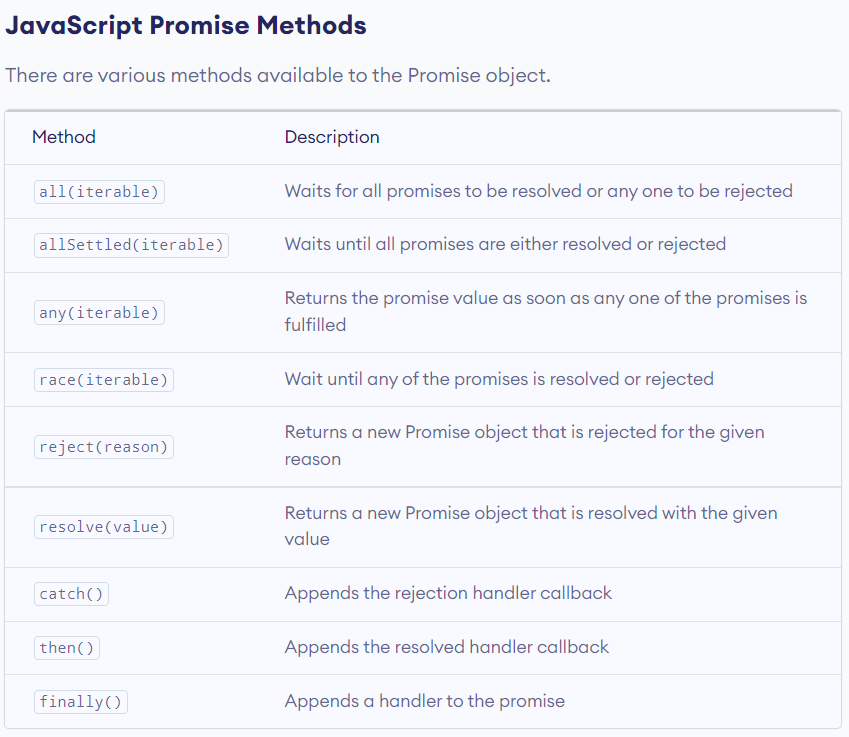 JavaScript Promise Methods
There are various methods available to the Promise object.
Method Description
all(iterable) Waits for all promises to be resolved or any one to be rejected
allSettled(iterable) Waits until all promises are either resolved or rejected
any(iterable) Returns the promise value as soon as any one of the promises is
fulfilled
race(iterable) Wait until any of the promises is resolved or rejected
reject(reason) Returns a new Promise object that is rejected for the given
reason
resolve(value) Returns a new Promise object that is resolved with the given
value
catch() Appends the rejection handler callback
then() Appends the resolved handler callback
finally() Appends a handler to the promise